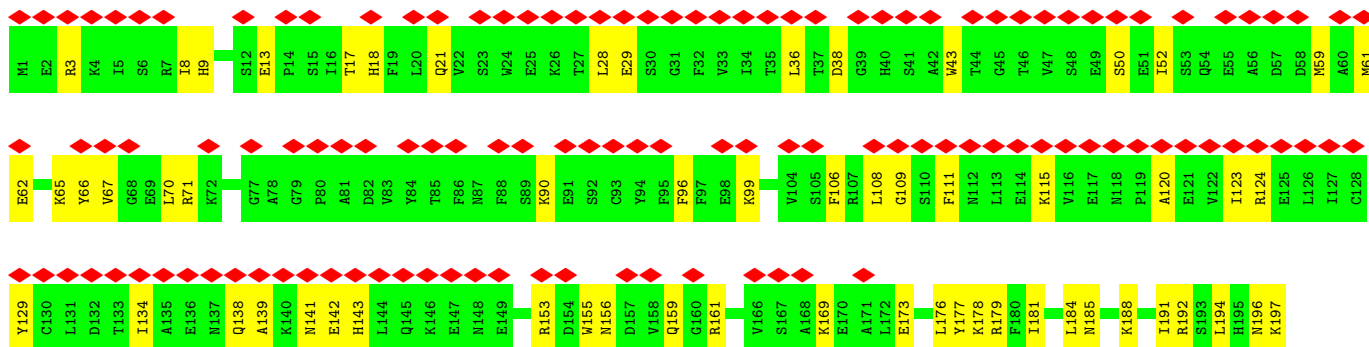 M1 E2 R3 K4 I5 S6 R7 I8 H9 S12 E13 P14 S15 I16 T17 H18 F19 L20 Q21 V22 S23 W24 E25 K26 T27 L28 E29 S30 G31 F32 V33 I34 T35 L36 T37 D38 G39 H40 S41 A42 W43 T44 G45 T46 V47 S48 E49 S50 E51 I52 S53 Q54 E55 A56 D57 D58 M59 A60 M61
E62 K65 Y66 V67 G68 E69 L70 R71 K72 G77 A78 G79 P80 A81 D82 V83 Y84 T85 F86 N87 F88 S89 K90 E91 S92 C93 Y94 F95 F96 F97 E98 K99 V104 S105 F106 R107 L108 G109 S110 F111 N112 L113 E114 K115 V116 E117 N118 P119 A120 E121 V122 I123 R124 E125 L126 I127 C128
Y129 C130 L131 D132 T133 I134 A135 E136 N137 Q138 A139 K140 N141 E142 H143 L144 Q145 K146 E147 N148 E149 R153 D154 W155 N156 D157 V158 Q159 G160 R161 V166 S167 A168 K169 E170 A171 L172 E173 L176 Y177 K178 R179 F180 I181 L184 N185 K188 I191 R192 S193 L194 H195 N196 K197